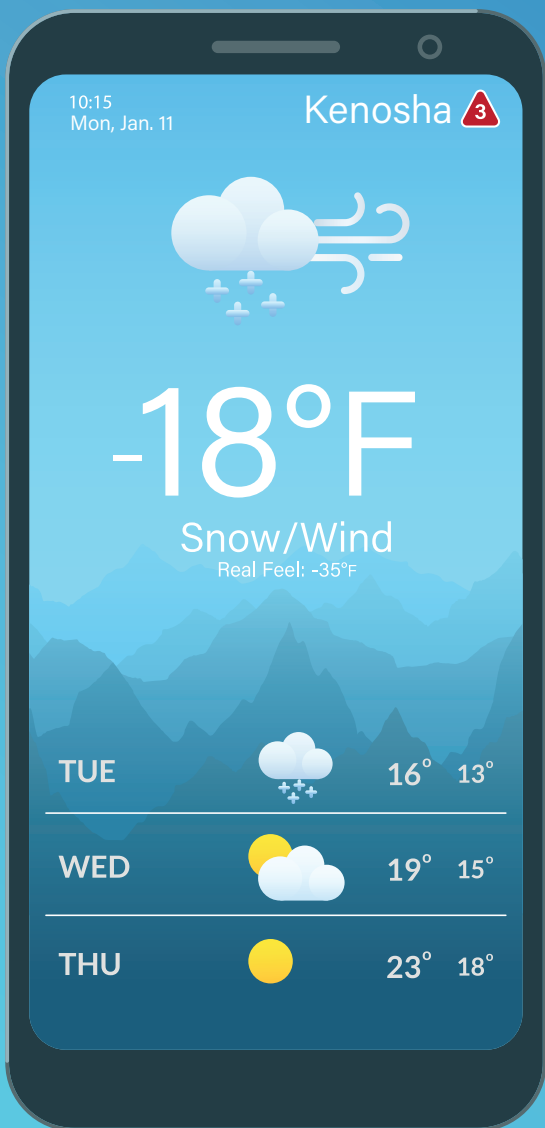 10:15
Mon, Jan. 11
Kenosha 3
-18°F
Snow/Wind
Real Feel: -35°F
TUE 16° 13°
WED 19° 15°
THU 23° 18°